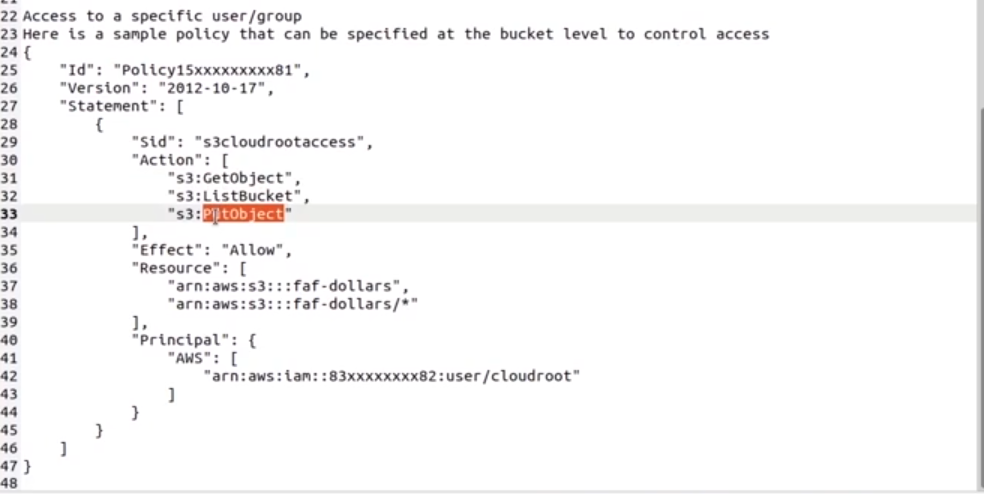 22 Access to a specific user/group
23 Here is a sample policy that can be specified at the bucket level to control access
24 {
25     "Id": "Policy15xxxxxxxxx81",
26     "Version": "2012-10-17",
27     "Statement": [
28         {
29             "Sid": "s3cloudrootaccess",
30             "Action": [
31                 "s3:GetObject",
32                 "s3:ListBucket",
33                 "s3:PutObject"
34             ],
35             "Effect": "Allow",
36             "Resource": [
37                 "arn:aws:s3:::faf-dollars",
38                 "arn:aws:s3:::faf-dollars/*"
39             ],
40             "Principal": {
41                 "AWS": [
42                     "arn:aws:iam::83xxxxxxxx82:user/cloudroot"
43                 ]
44             }
45         }
46     ]
47 }
48